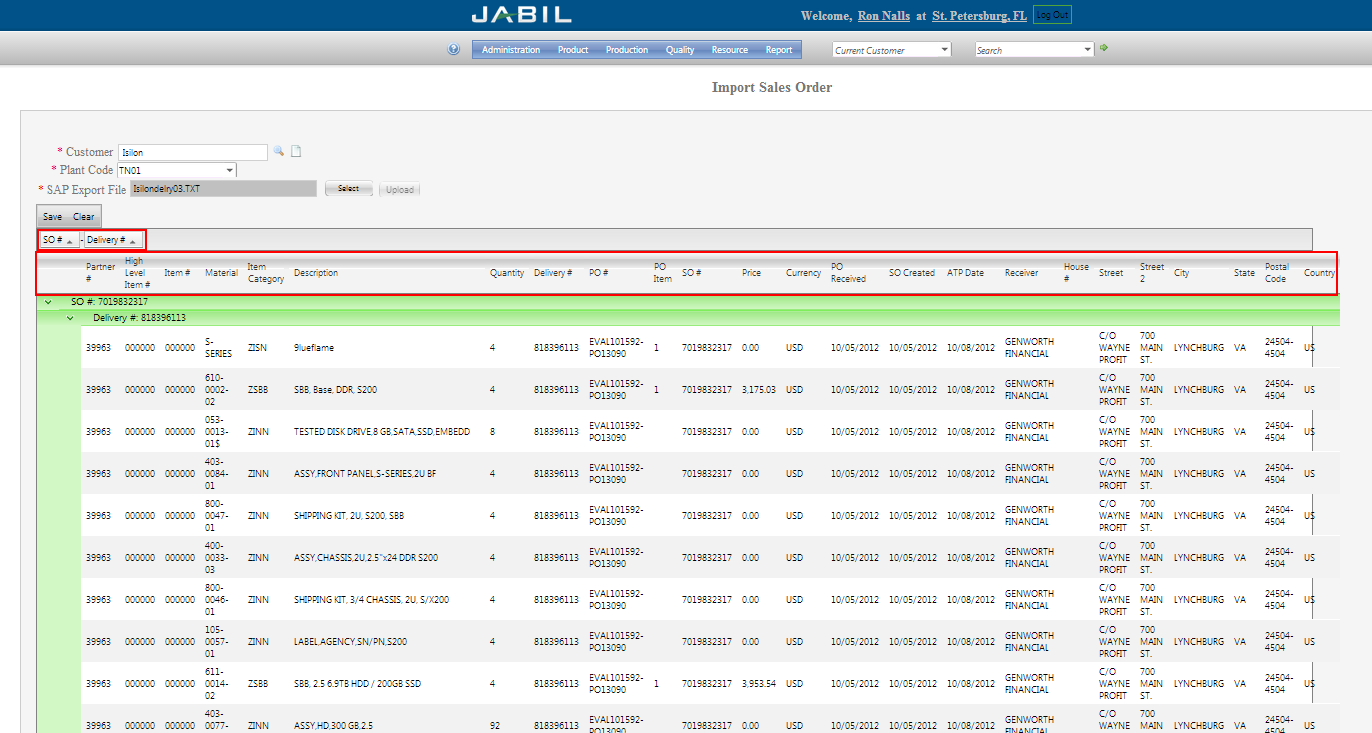 JABIL
Welcome, Ron Nalls at St. Petersburg, FL Log Out
Administration Product Production Quality Resource Report Current Customer Search
Import Sales Order
* Customer Isilon
* Plant Code TN01
* SAP Export File Isilondelry03.TXT Select Upload
Save Clear
SO # - Delivery #
Partner # High Level Item # Item # Material Item Category Description Quantity Delivery # PO # PO Item SO # Price Currency PO Received SO Created ATP Date Receiver House # Street Street 2 City State Postal Code Country
SO #: 7019832317
Delivery #: 818396113
39963 000000 000000 S-SERIES ZISN 9lueflame 4 818396113 EVAL101592-PO13090 1 7019832317 0.00 USD 10/05/2012 10/05/2012 10/08/2012 GENWORTH FINANCIAL C/O WAYNE PROFIT 700 MAIN ST. LYNCHBURG VA 24504-4504 US
39963 000000 000000 610-0002-02 ZSBB SBB, Base, DDR, S200 4 818396113 EVAL101592-PO13090 1 7019832317 3,175.03 USD 10/05/2012 10/05/2012 10/08/2012 GENWORTH FINANCIAL C/O WAYNE PROFIT 700 MAIN ST. LYNCHBURG VA 24504-4504 US
39963 000000 000000 053-0013-01$ ZINN TESTED DISK DRIVE,8 GB,SATA,SSD,EMBEDD 8 818396113 EVAL101592-PO13090 7019832317 0.00 USD 10/05/2012 10/05/2012 10/08/2012 GENWORTH FINANCIAL C/O WAYNE PROFIT 700 MAIN ST. LYNCHBURG VA 24504-4504 US
39963 000000 000000 403-0084-01 ZINN ASSY,FRONT PANEL,S-SERIES,2U BF 4 818396113 EVAL101592-PO13090 7019832317 0.00 USD 10/05/2012 10/05/2012 10/08/2012 GENWORTH FINANCIAL C/O WAYNE PROFIT 700 MAIN ST. LYNCHBURG VA 24504-4504 US
39963 000000 000000 800-0047-01 ZINN SHIPPING KIT, 2U, S200, SBB 4 818396113 EVAL101592-PO13090 7019832317 0.00 USD 10/05/2012 10/05/2012 10/08/2012 GENWORTH FINANCIAL C/O WAYNE PROFIT 700 MAIN ST. LYNCHBURG VA 24504-4504 US
39963 000000 000000 400-0033-03 ZINN ASSY,CHASSIS,2U,2.5"x24 DDR S200 4 818396113 EVAL101592-PO13090 7019832317 0.00 USD 10/05/2012 10/05/2012 10/08/2012 GENWORTH FINANCIAL C/O WAYNE PROFIT 700 MAIN ST. LYNCHBURG VA 24504-4504 US
39963 000000 000000 800-0046-01 ZINN SHIPPING KIT, 3/4 CHASSIS, 2U, S/X200 4 818396113 EVAL101592-PO13090 7019832317 0.00 USD 10/05/2012 10/05/2012 10/08/2012 GENWORTH FINANCIAL C/O WAYNE PROFIT 700 MAIN ST. LYNCHBURG VA 24504-4504 US
39963 000000 000000 105-0057-01 ZINN LABEL,AGENCY,SN/PN,S200 4 818396113 EVAL101592-PO13090 7019832317 0.00 USD 10/05/2012 10/05/2012 10/08/2012 GENWORTH FINANCIAL C/O WAYNE PROFIT 700 MAIN ST. LYNCHBURG VA 24504-4504 US
39963 000000 000000 611-0014-02 ZSBB SBB, 2.5 6.9TB HDD / 200GB SSD 4 818396113 EVAL101592-PO13090 1 7019832317 3,953.54 USD 10/05/2012 10/05/2012 10/08/2012 GENWORTH FINANCIAL C/O WAYNE PROFIT 700 MAIN ST. LYNCHBURG VA 24504-4504 US
39963 000000 000000 403-0077- ZINN ASSY,HD,300 GB,2.5 92 818396113 EVAL101592-PO13090 7019832317 0.00 USD 10/05/2012 10/05/2012 10/08/2012 GENWORTH FINANCIAL C/O WAYNE 700 MAIN LYNCHBURG VA 24504-4504 US